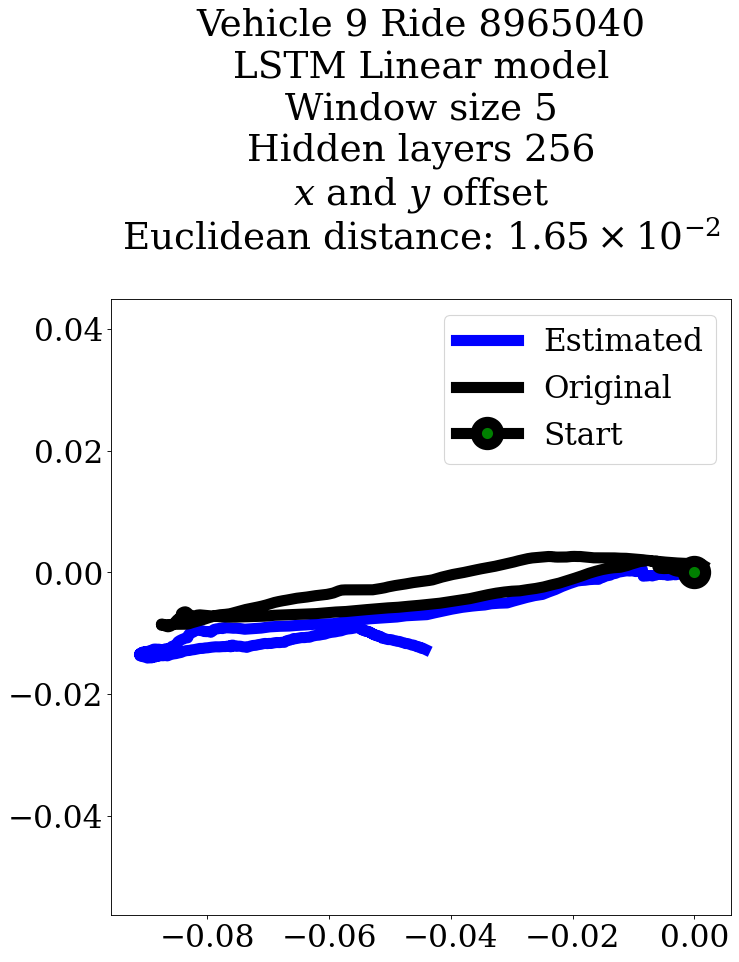 Vehicle 9 Ride 8965040
LSTM Linear model
Window size 5
Hidden layers 256
x and y offset
Euclidean distance: 1.65 × 10⁻²
Estimated
Original
Start
0.04
0.02
0.00
−0.02
−0.04
−0.08 −0.06 −0.04 −0.02 0.00